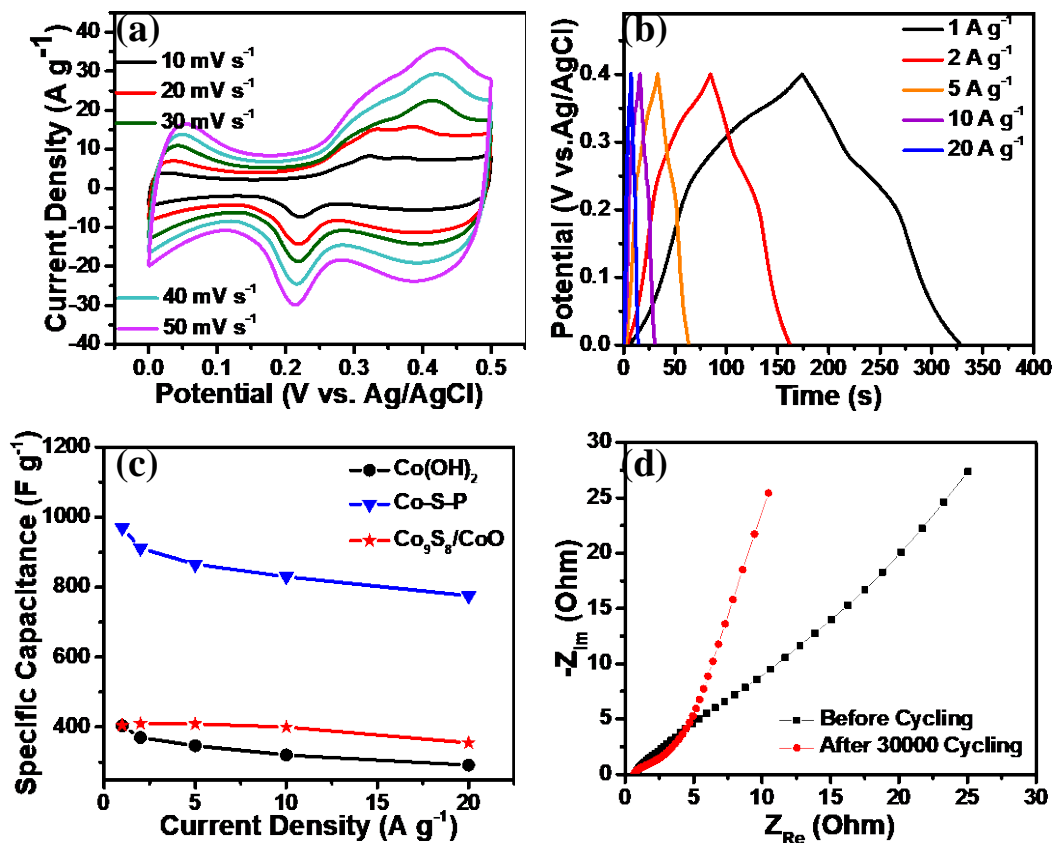 (a)
10 mV s⁻¹
20 mV s⁻¹
30 mV s⁻¹
40 mV s⁻¹
50 mV s⁻¹
Current Density (A g⁻¹)
40
30
20
10
0
-10
-20
-30
-40
0.0 0.1 0.2 0.3 0.4 0.5
Potential (V vs. Ag/AgCl)
(b)
1 A g⁻¹
2 A g⁻¹
5 A g⁻¹
10 A g⁻¹
20 A g⁻¹
Potential (V vs.Ag/AgCl)
0.4
0.3
0.2
0.1
0.0
0 50 100 150 200 250 300 350 400
Time (s)
(c)
Co(OH)₂
Co-S-P
Co₉S₈/CoO
Specific Capacitance (F g⁻¹)
1200
1000
800
600
400
0 5 10 15 20
Current Density (A g⁻¹)
(d)
Before Cycling
After 30000 Cycling
-Z_Im (Ohm)
30
25
20
15
10
5
0
0 5 10 15 20 25 30
Z_Re (Ohm)